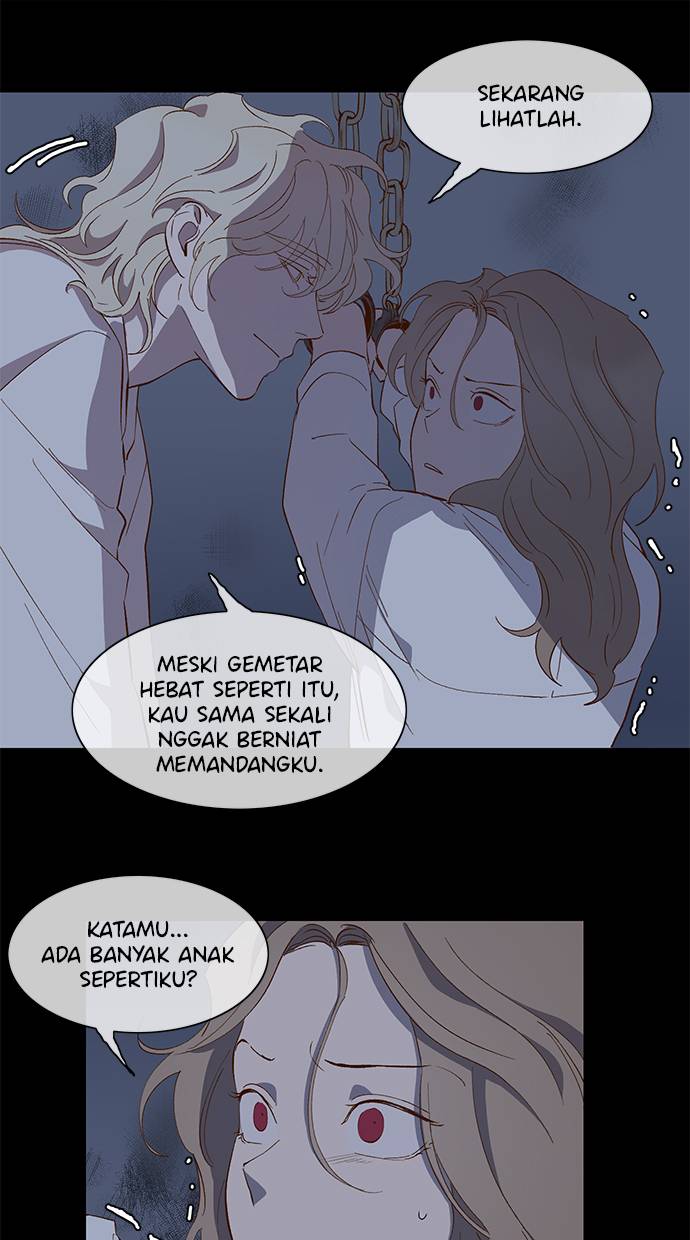 SEKARANG
LIHATLAH.
MESKI GEMETAR
HEBAT SEPERTI ITU,
KAU SAMA SEKALI
NGGAK BERNIAT
MEMANDANGKU.
KATAMU...
ADA BANYAK ANAK
SEPERTIKU?